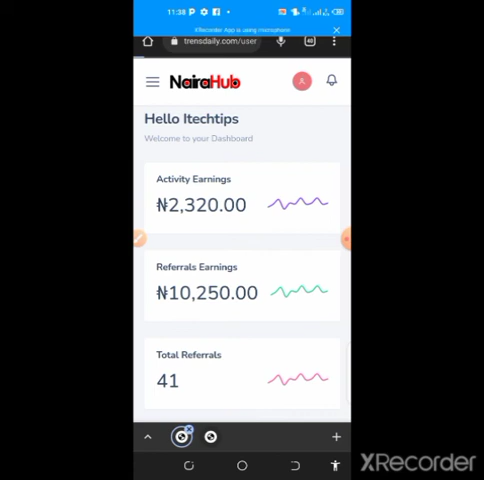 11:38
XRecorder App is using microphone
trensdaily.com/user
NairaHub
Hello Itechtips
Welcome to your Dashboard
Activity Earnings
₦2,320.00
Referrals Earnings
₦10,250.00
Total Referrals
41
XRecorder